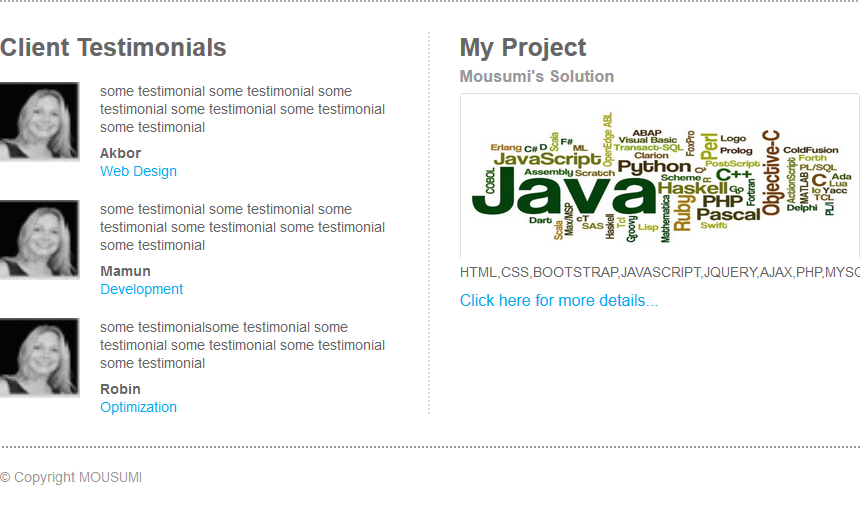 Client Testimonials
some testimonial some testimonial some
testimonial some testimonial some testimonial
some testimonial
Akbor
Web Design
some testimonial some testimonial some
testimonial some testimonial some testimonial
some testimonial
Mamun
Development
some testimonialsome testimonial some
testimonial some testimonial some testimonial
some testimonial
Robin
Optimization
My Project
Mousumi's Solution
Erlang
C#
D
Scala
F#
ML
OpenEdge ABL
ABAP
Visual Basic
Transact-SQL
Clarion
FoxPro
Perl
Logo
Prolog
PostScript
Objective-C
ColdFusion
Forth
PL/SQL
JavaScript
Assembly
Scratch
Python
Q
Scheme
R
C++
ActionScript
MATLAB
C
Ada
Lua
Io
Yacc
TCL
COBOL
Java
Haskell
Go
Fortran
PHP
Delphi
PL/I
Dart
Scala
Max/MSP
cT
SAS
Haskell
Tcl
Groovy
Lisp
Mathematica
Ruby
Pascal
Swift
HTML,CSS,BOOTSTRAP,JAVASCRIPT,JQUERY,AJAX,PHP,MYSQ
Click here for more details...
© Copyright MOUSUMI